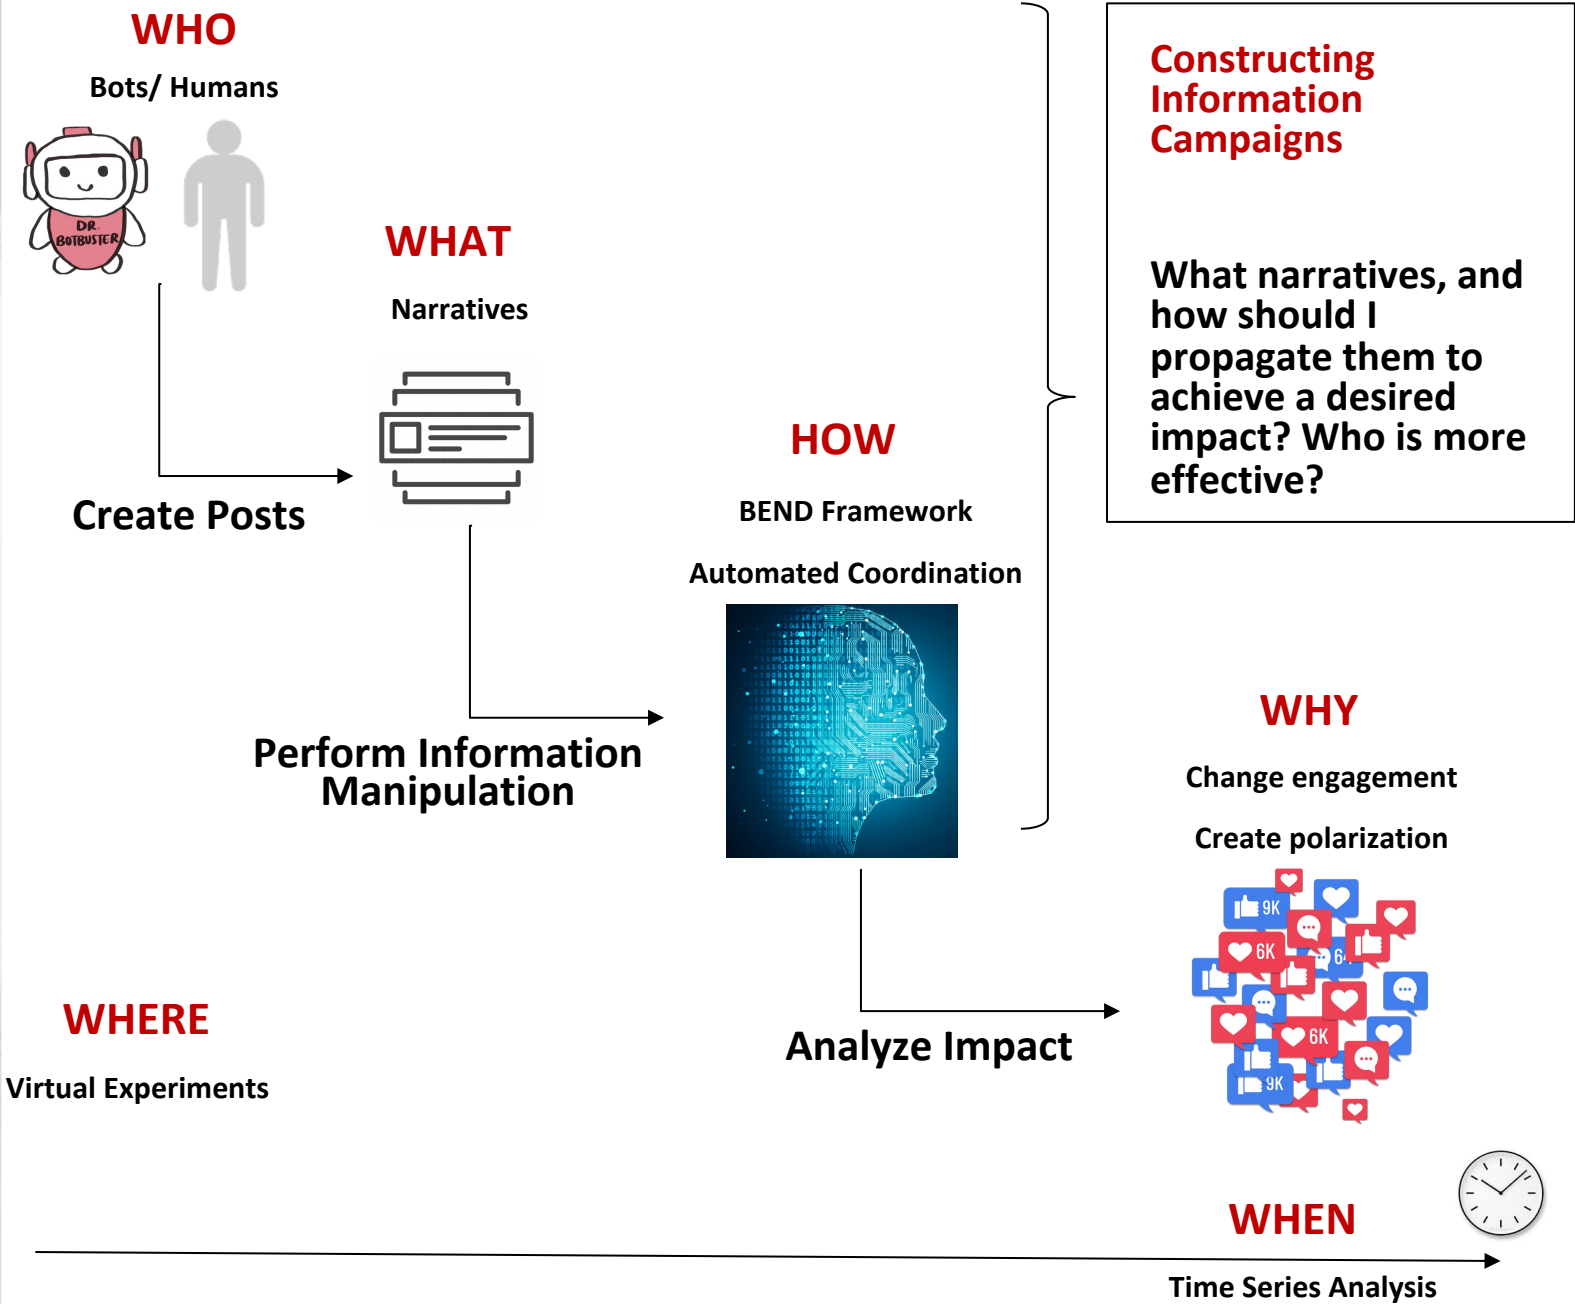 WHO
Bots/ Humans
DR.
BOTBUSTER
Create Posts
WHAT
Narratives
Perform Information
Manipulation
HOW
BEND Framework
Automated Coordination
Analyze Impact
Constructing
Information
Campaigns
What narratives, and
how should I
propagate them to
achieve a desired
impact? Who is more
effective?
WHY
Change engagement
Create polarization
9K
6K
6K
9K
WHERE
Virtual Experiments
WHEN
Time Series Analysis